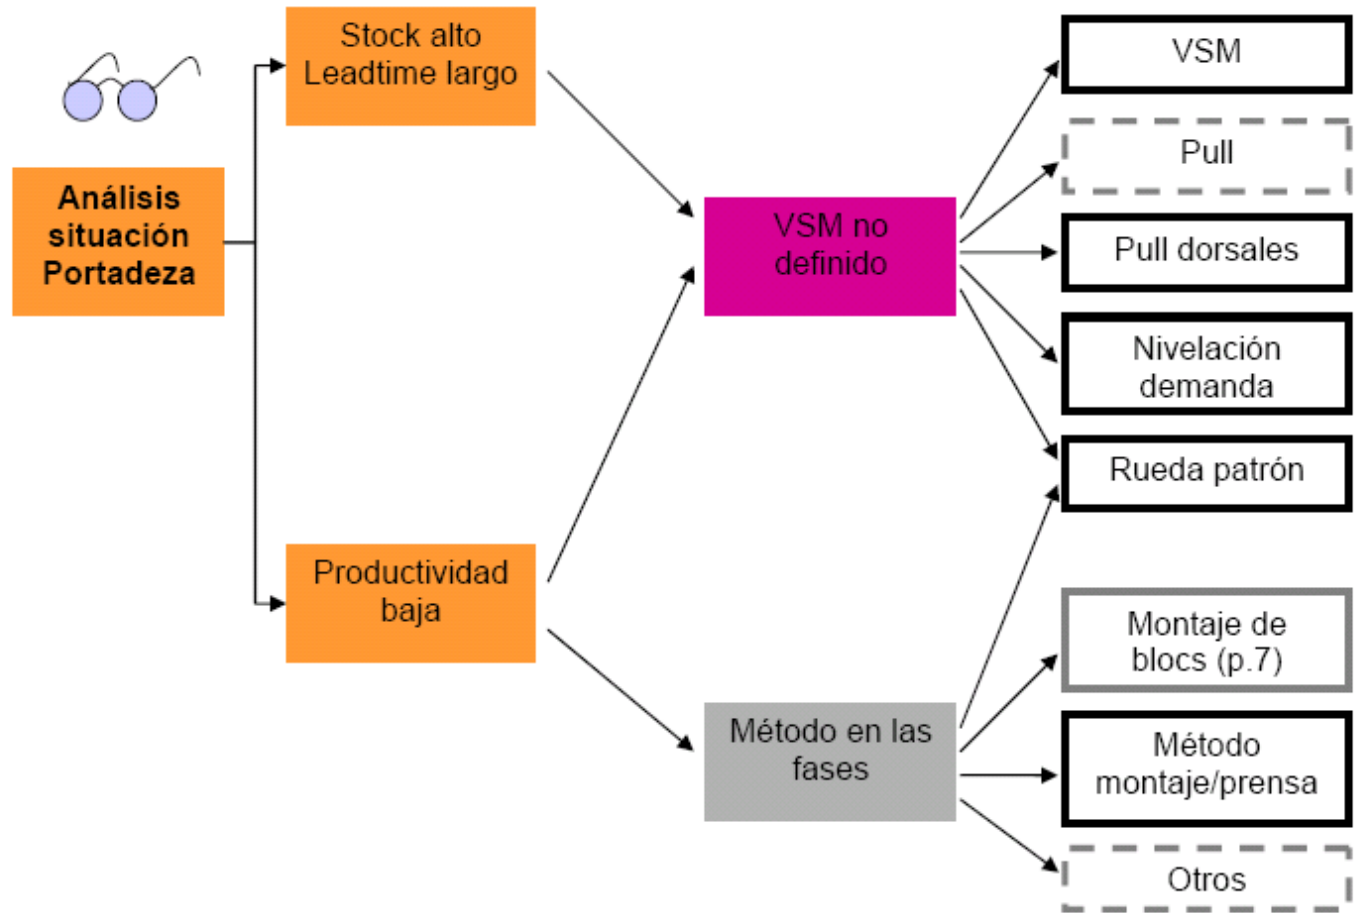 Stock alto
Leadtime largo
Análisis
situación
Portadeza
Productividad
baja
VSM no
definido
Método en las
fases
VSM
Pull
Pull dorsales
Nivelación
demanda
Rueda patrón
Montaje de
blocs (p.7)
Método
montaje/prensa
Otros